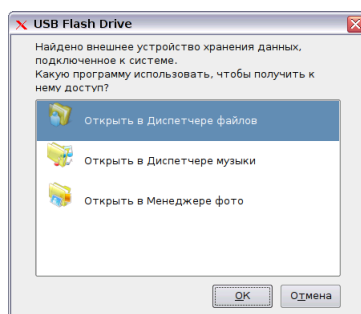 USB Flash Drive
Найдено внешнее устройство хранения данных,
подключенное к системе.
Какую программу использовать, чтобы получить к
нему доступ?
Открыть в Диспетчере файлов
Открыть в Диспетчере музыки
Открыть в Менеджере фото
OK
Отмена